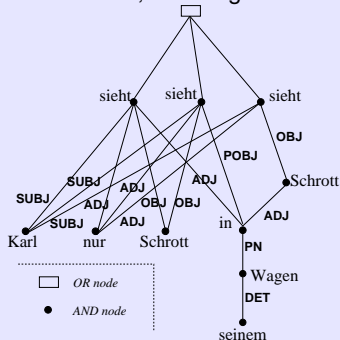 sieht sieht sieht
OBJ
POBJ
SUBJ ADJ ADJ Schrott
SUBJ ADJ OBJ OBJ
SUBJ ADJ in ADJ
Karl nur Schrott
PN
OR node Wagen
DET
AND node
seinem